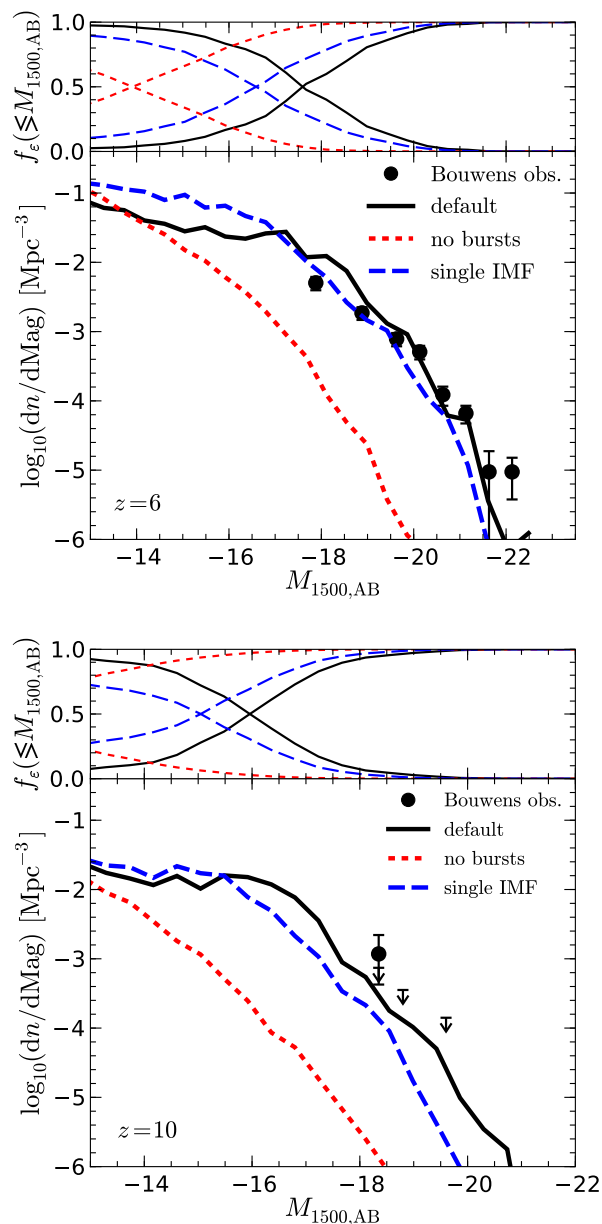 1.0
0.5
0.0
f_ε(≶M_1500,AB)
Bouwens obs.
default
no bursts
single IMF
−1
−2
−3
−4
−5
−6
log₁₀(dn/dMag) [Mpc⁻³]
z=6
−14 −16 −18 −20 −22
M_1500,AB
1.0
0.5
0.0
f_ε(≶M_1500,AB)
Bouwens obs.
default
no bursts
single IMF
−1
−2
−3
−4
−5
−6
log₁₀(dn/dMag) [Mpc⁻³]
z=10
−14 −16 −18 −20 −22
M_1500,AB